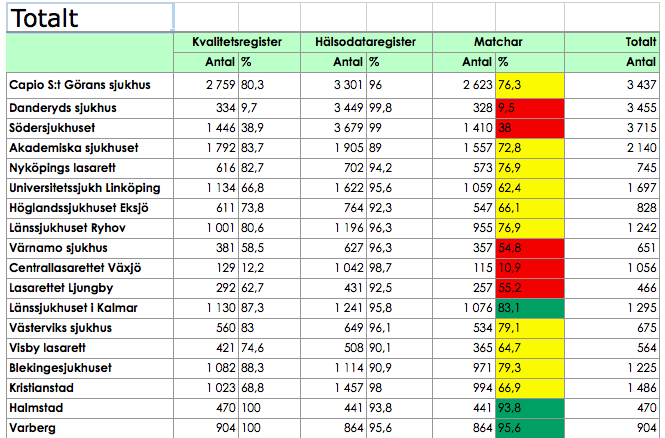 Totalt
Kvalitetsregister Hälsodataregister Matchar Totalt
Antal % Antal % Antal % Antal
Capio S:t Görans sjukhus 2 759 80,3 3 301 96 2 623 76,3 3 437
Danderyds sjukhus 334 9,7 3 449 99,8 328 9,5 3 455
Södersjukhuset 1 446 38,9 3 679 99 1 410 38 3 715
Akademiska sjukhuset 1 792 83,7 1 905 89 1 557 72,8 2 140
Nyköpings lasarett 616 82,7 702 94,2 573 76,9 745
Universitetssjukh Linköping 1 134 66,8 1 622 95,6 1 059 62,4 1 697
Höglandssjukhuset Eksjö 611 73,8 764 92,3 547 66,1 828
Länssjukhuset Ryhov 1 001 80,6 1 196 96,3 955 76,9 1 242
Värnamo sjukhus 381 58,5 627 96,3 357 54,8 651
Centrallasarettet Växjö 129 12,2 1 042 98,7 115 10,9 1 056
Lasarettet Ljungby 292 62,7 431 92,5 257 55,2 466
Länssjukhuset i Kalmar 1 130 87,3 1 241 95,8 1 076 83,1 1 295
Västerviks sjukhus 560 83 649 96,1 534 79,1 675
Visby lasarett 421 74,6 508 90,1 365 64,7 564
Blekingesjukhuset 1 082 88,3 1 114 90,9 971 79,3 1 225
Kristianstad 1 023 68,8 1 457 98 994 66,9 1 486
Halmstad 470 100 441 93,8 441 93,8 470
Varberg 904 100 864 95,6 864 95,6 904